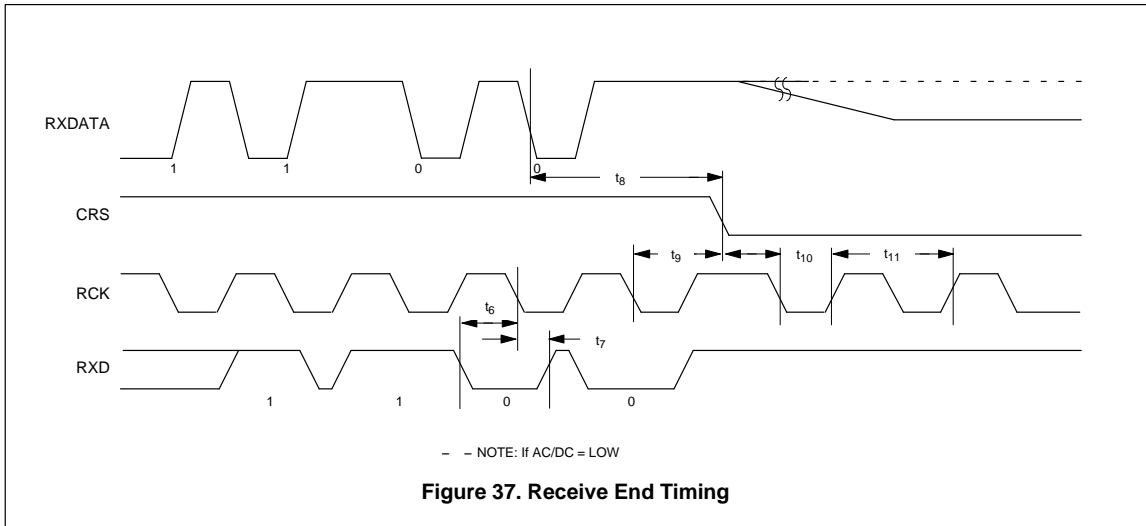 RXDATA
1 1 0 0
t8
CRS
t9 t10 t11
RCK
t6
t7
RXD
1 1 0 0
– – NOTE: If AC/DC = LOW
Figure 37. Receive End Timing